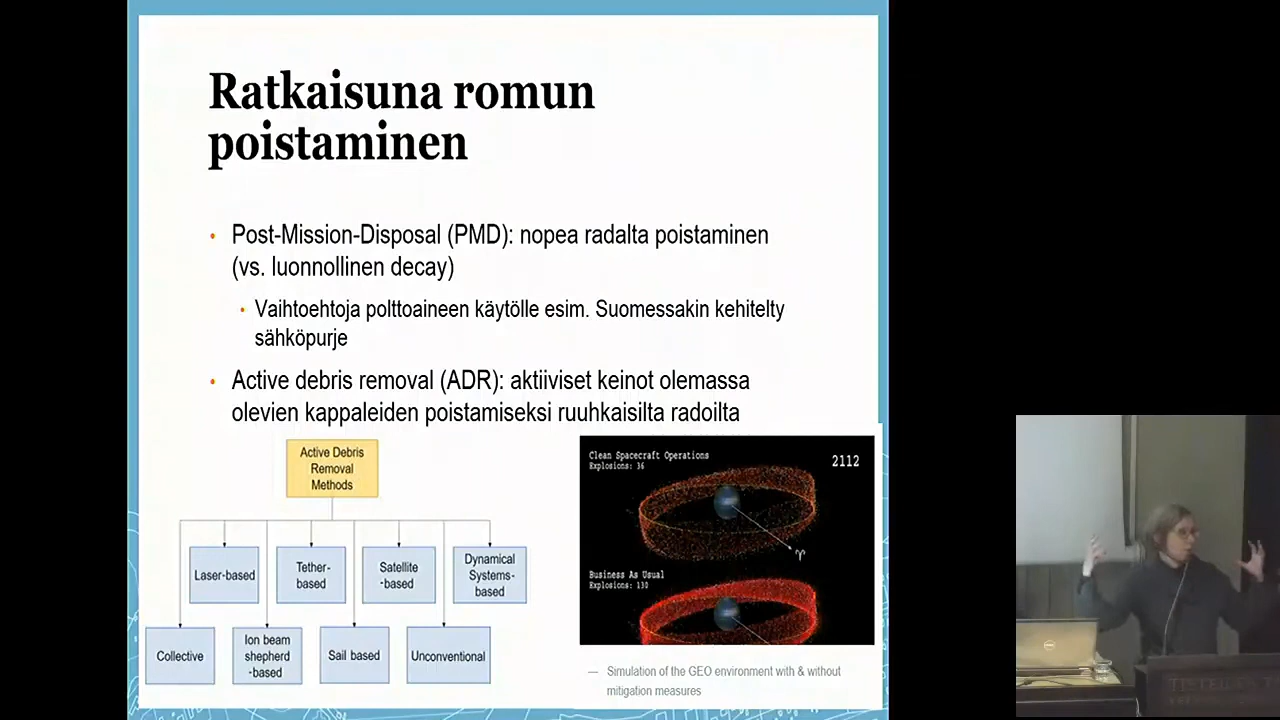 Ratkaisuna romun
poistaminen
• Post-Mission-Disposal (PMD): nopea radalta poistaminen
(vs. luonnollinen decay)
• Vaihtoehtoja polttoaineen käytölle esim. Suomessakin kehitelty
sähköpurje
• Active debris removal (ADR): aktiiviset keinot olemassa
olevien kappaleiden poistamiseksi ruuhkaisilta radoilta
Active Debris
Removal
Methods
Laser-based
Tether-
based
Satellite
-based
Dynamical
Systems-
based
Collective
Ion beam
shepherd
-based
Sail based
Unconventional
Clean Spacecraft Operations
Explosions: 36
2112
Business As Usual
Explosions: 130
— Simulation of the GEO environment with & without
mitigation measures